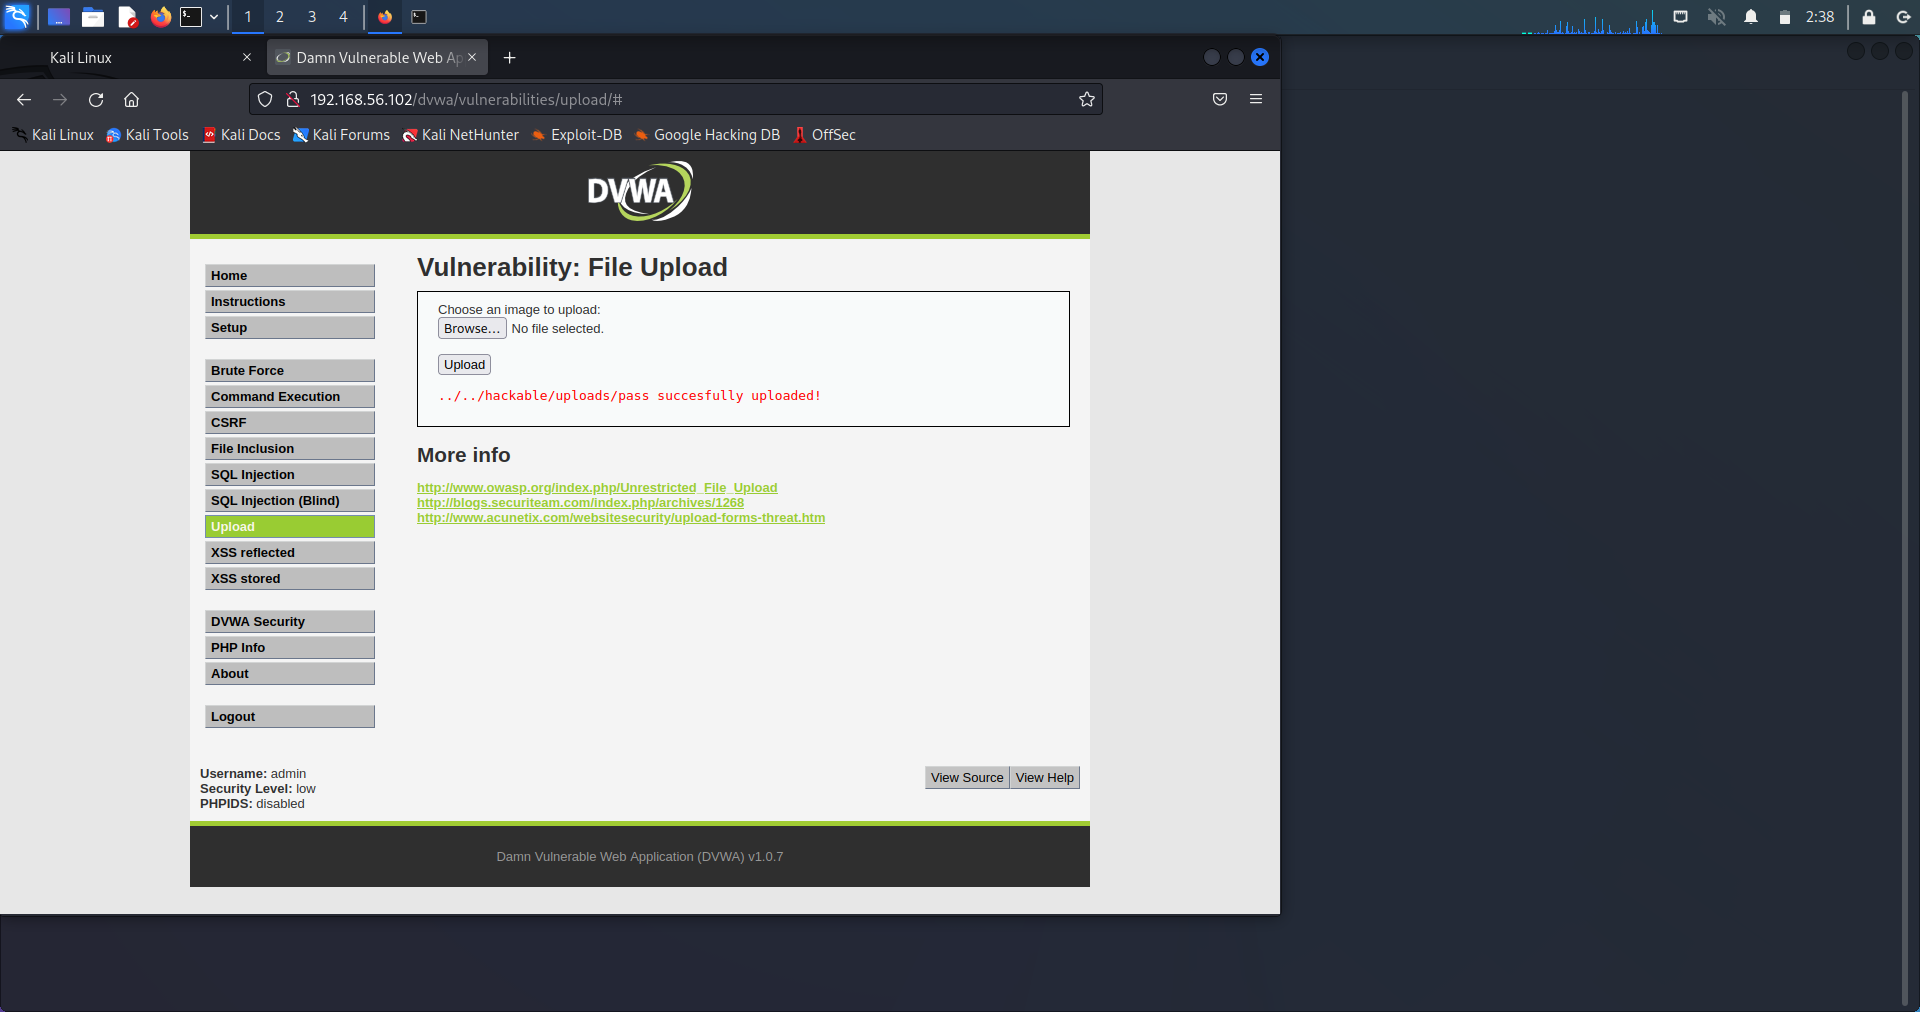 1 2 3 4 2:38
Kali Linux Damn Vulnerable Web Ap
192.168.56.102/dvwa/vulnerabilities/upload/#
Kali Linux Kali Tools Kali Docs Kali Forums Kali NetHunter Exploit-DB Google Hacking DB OffSec
DVWA
Home
Instructions
Setup
Brute Force
Command Execution
CSRF
File Inclusion
SQL Injection
SQL Injection (Blind)
Upload
XSS reflected
XSS stored
DVWA Security
PHP Info
About
Logout
Vulnerability: File Upload
Choose an image to upload:
Browse... No file selected.
Upload
../../hackable/uploads/pass succesfully uploaded!
More info
http://www.owasp.org/index.php/Unrestricted_File_Upload
http://blogs.securiteam.com/index.php/archives/1268
http://www.acunetix.com/websitesecurity/upload-forms-threat.htm
Username: admin
Security Level: low
PHPIDS: disabled
View Source View Help
Damn Vulnerable Web Application (DVWA) v1.0.7